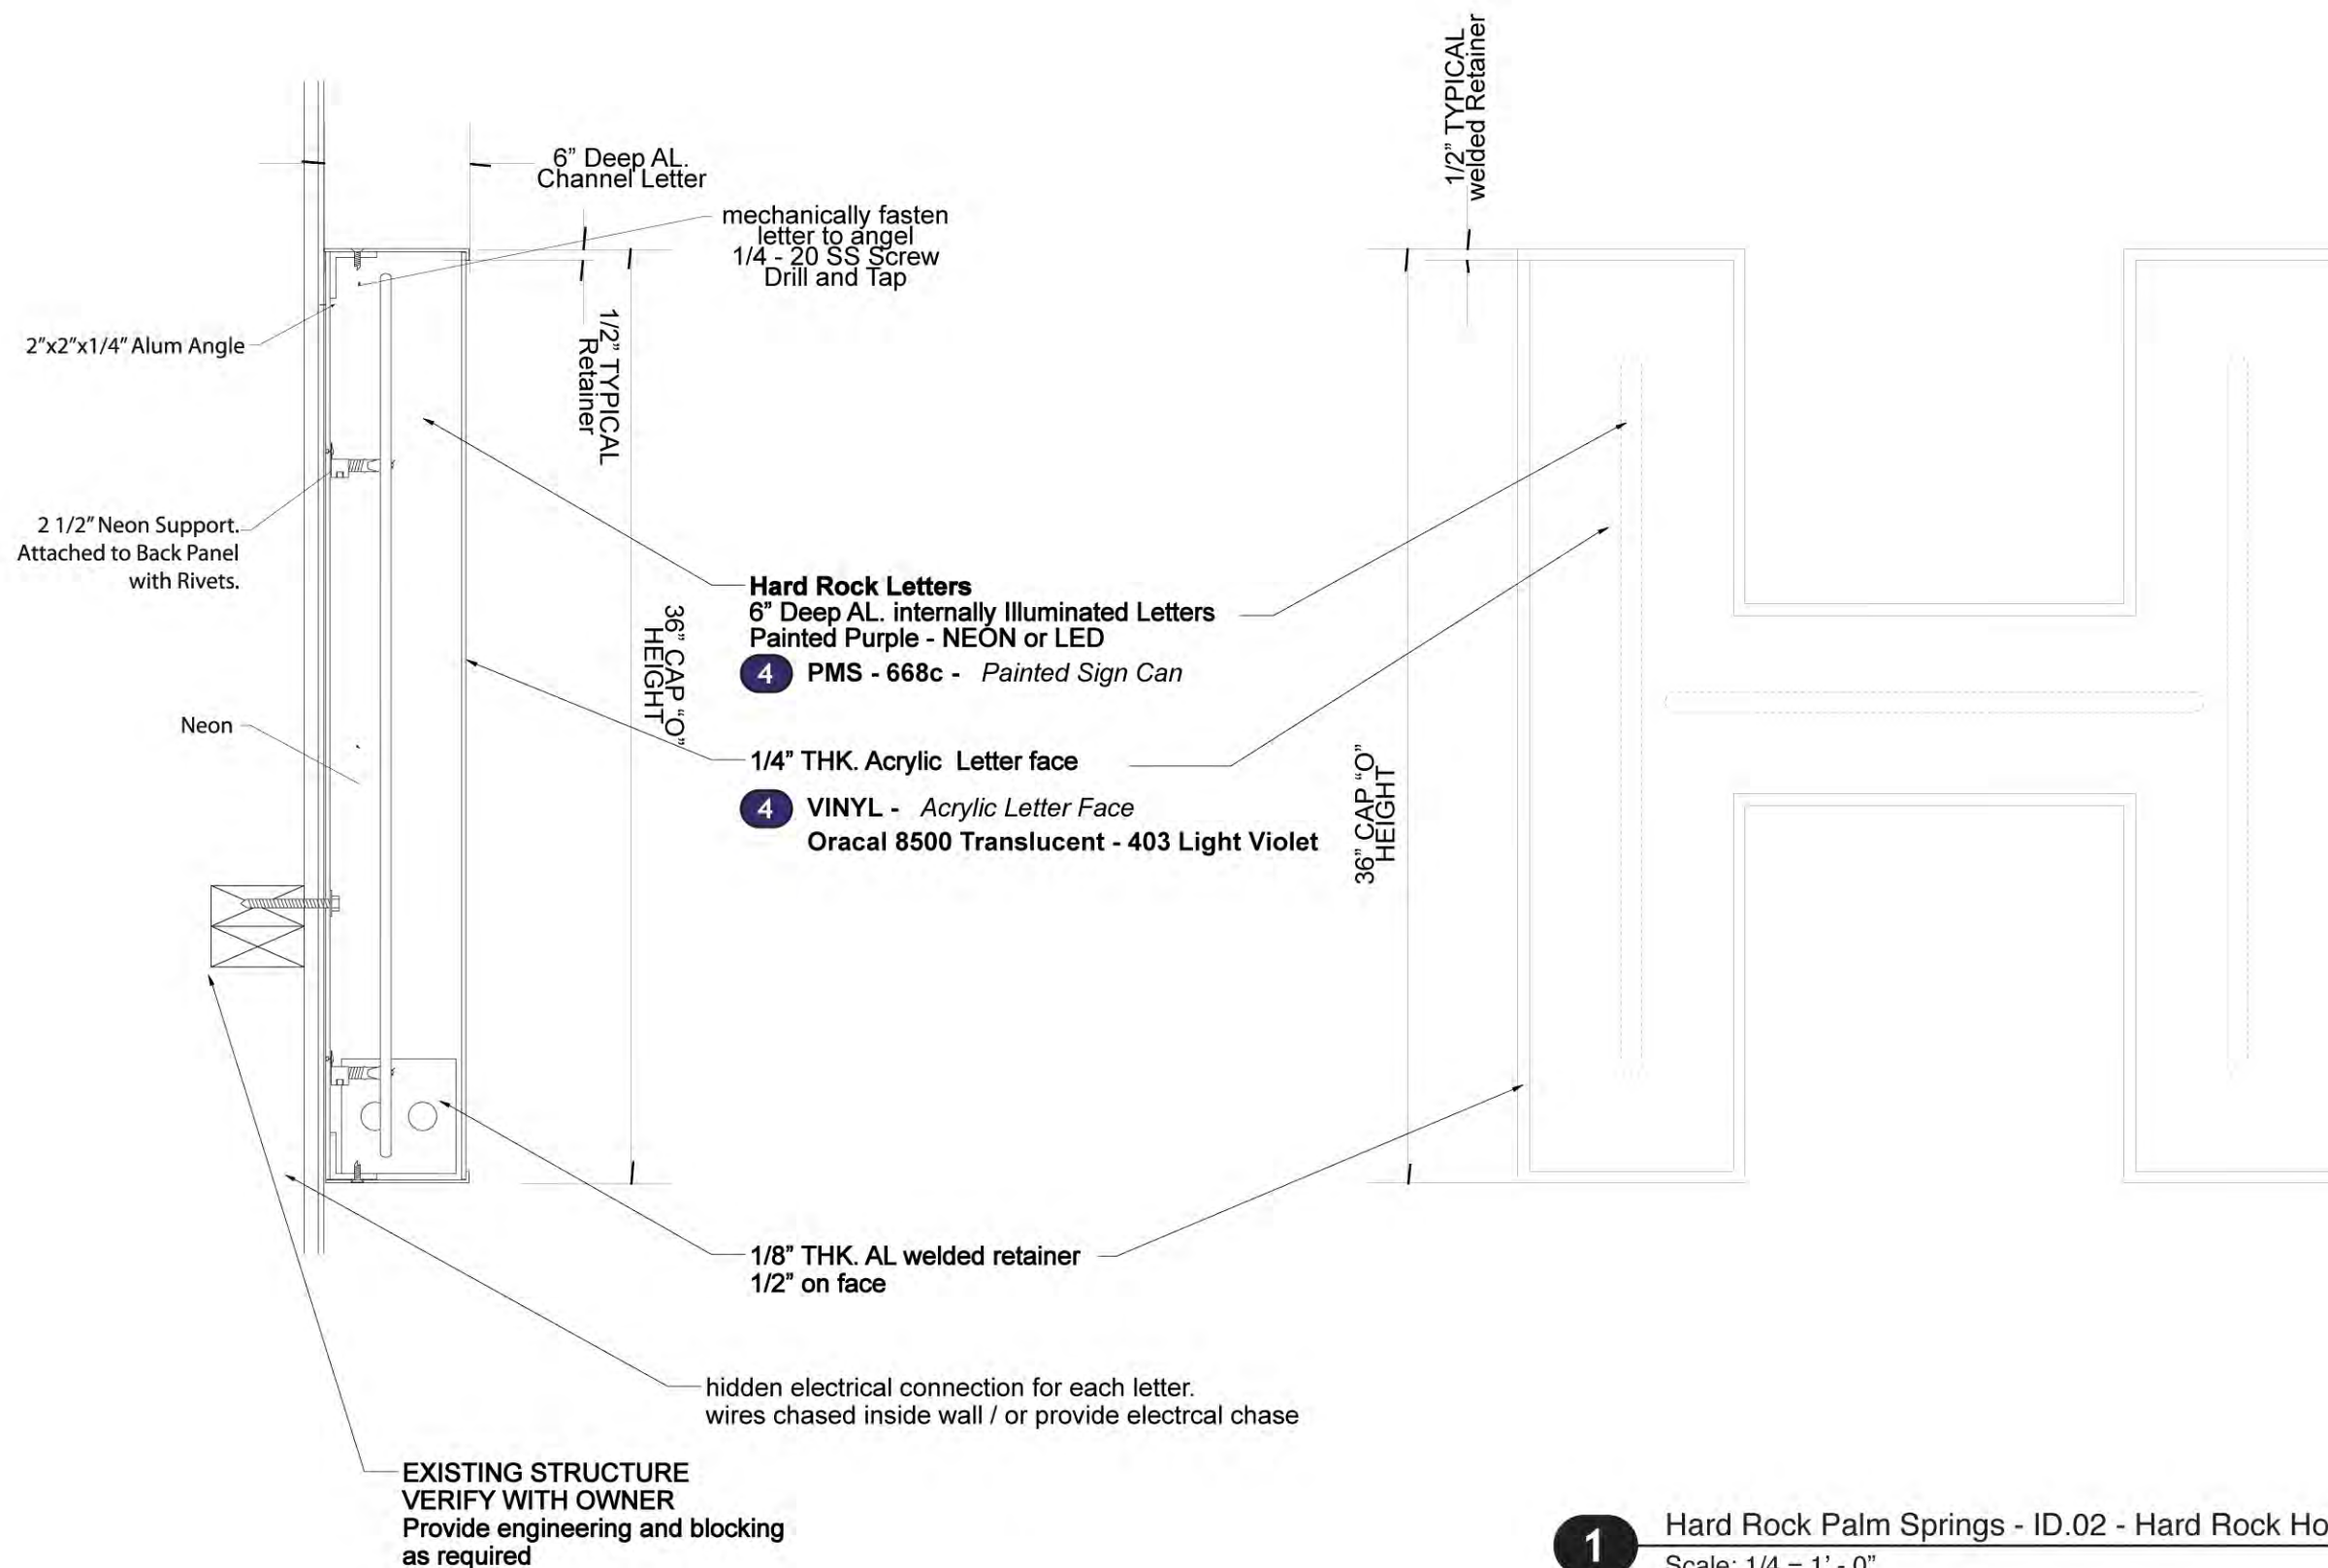 1/2” TYPICAL
welded Retainer
6” Deep AL.
Channel Letter
mechanically fasten
letter to angel
1/4 - 20 SS Screw
Drill and Tap
2”x2”x1/4” Alum Angle
1/2” TYPICAL
Retainer
2 1/2” Neon Support.
Attached to Back Panel
with Rivets.
Hard Rock Letters
6” Deep AL. internally Illuminated Letters
Painted Purple - NEON or LED
4 PMS - 668c - Painted Sign Can
36” CAP “O”
HEIGHT
Neon
1/4” THK. Acrylic Letter face
4 VINYL - Acrylic Letter Face
Oracal 8500 Translucent - 403 Light Violet
36” CAP “O”
HEIGHT
1/8” THK. AL welded retainer
1/2” on face
hidden electrical connection for each letter.
wires chased inside wall / or provide electrcal chase
EXISTING STRUCTURE
VERIFY WITH OWNER
Provide engineering and blocking
as required
1 Hard Rock Palm Springs - ID.02 - Hard Rock Ho
Scale: 1/4 = 1’ - 0”